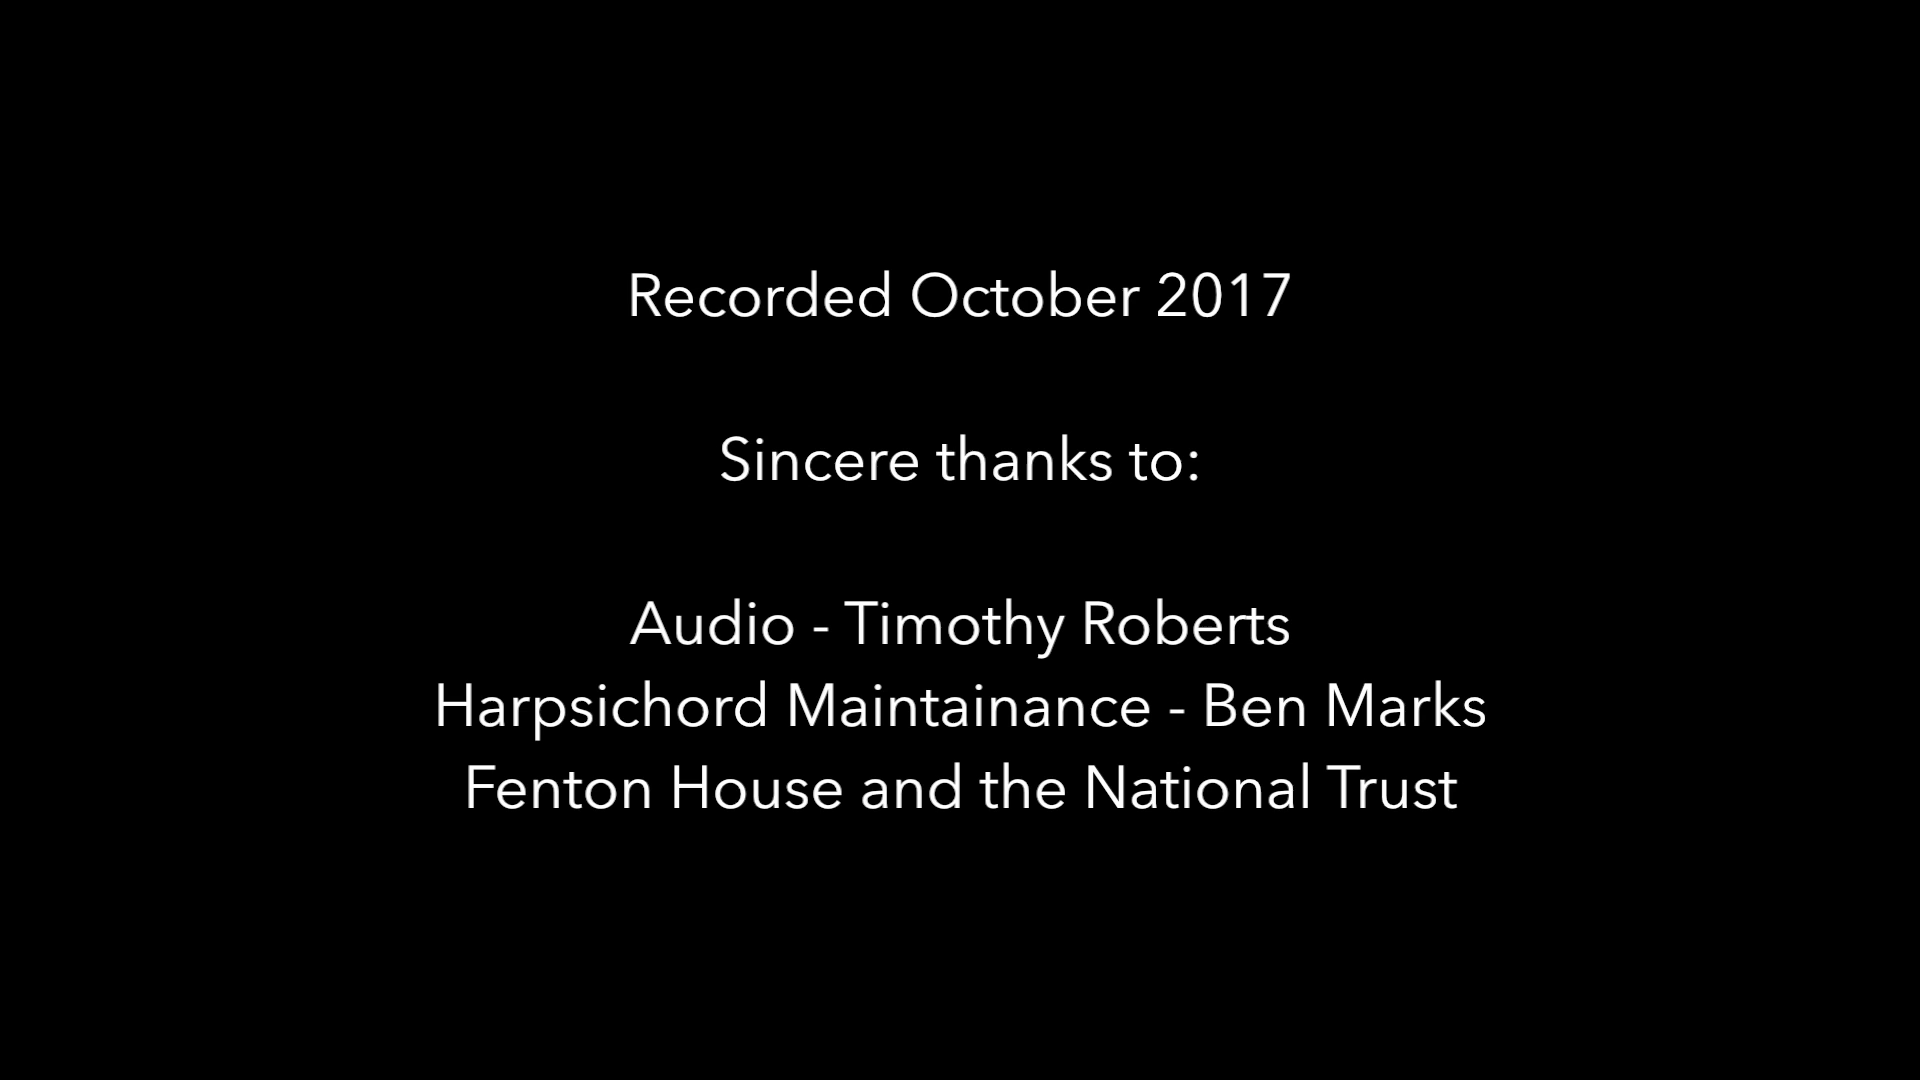 Recorded October 2017
Sincere thanks to:
Audio - Timothy Roberts
Harpsichord Maintainance - Ben Marks
Fenton House and the National Trust